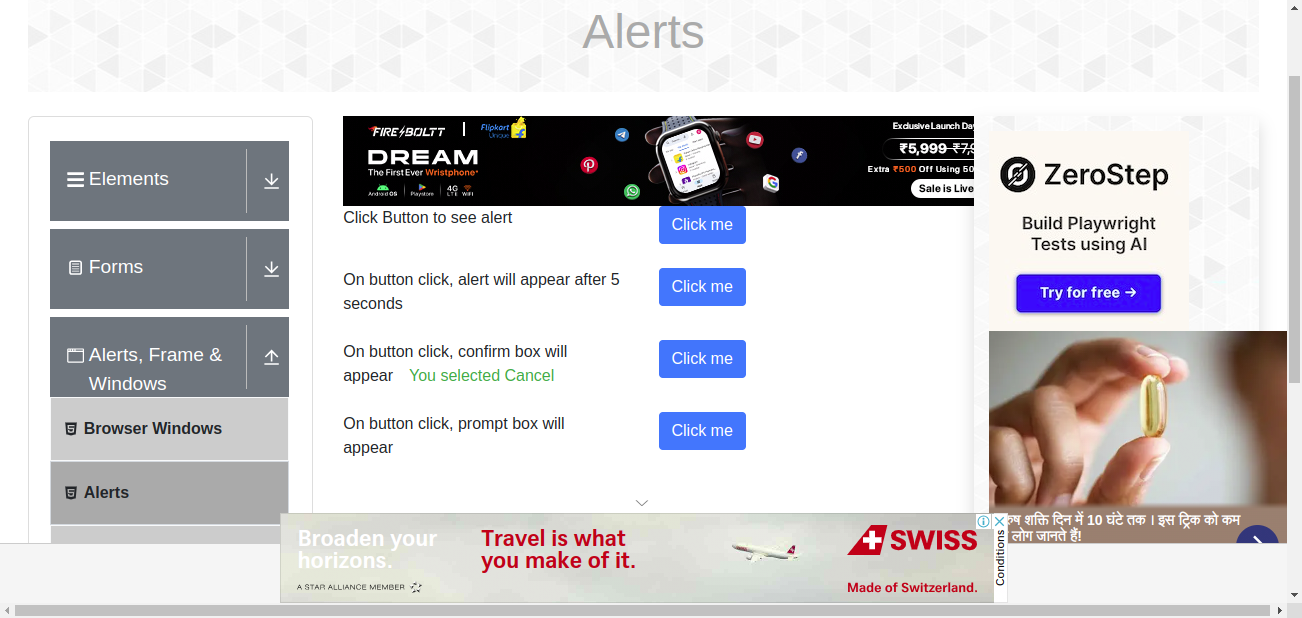 Alerts
Elements
Forms
Alerts, Frame &
Windows
Browser Windows
Alerts
FIRE-BOLTT
Flipkart
Unique
DREAM
The First Ever Wristphone*
Android OS
Playstore
4G
LTE
WiFi
Exclusive Launch Day
₹5,999 ₹7,9
Extra ₹500 Off Using 50
Sale is Live
Click Button to see alert
Click me
On button click, alert will appear after 5
seconds
Click me
On button click, confirm box will
appear You selected Cancel
Click me
On button click, prompt box will
appear
Click me
ZeroStep
Build Playwright
Tests using AI
Try for free →
शक्ति दिन में 10 घंटे तक । इस ट्रिक को कम
लोग जानते हैं!
Broaden your
horizons.
A STAR ALLIANCE MEMBER
Travel is what
you make of it.
SWISS
Made of Switzerland.
Conditions